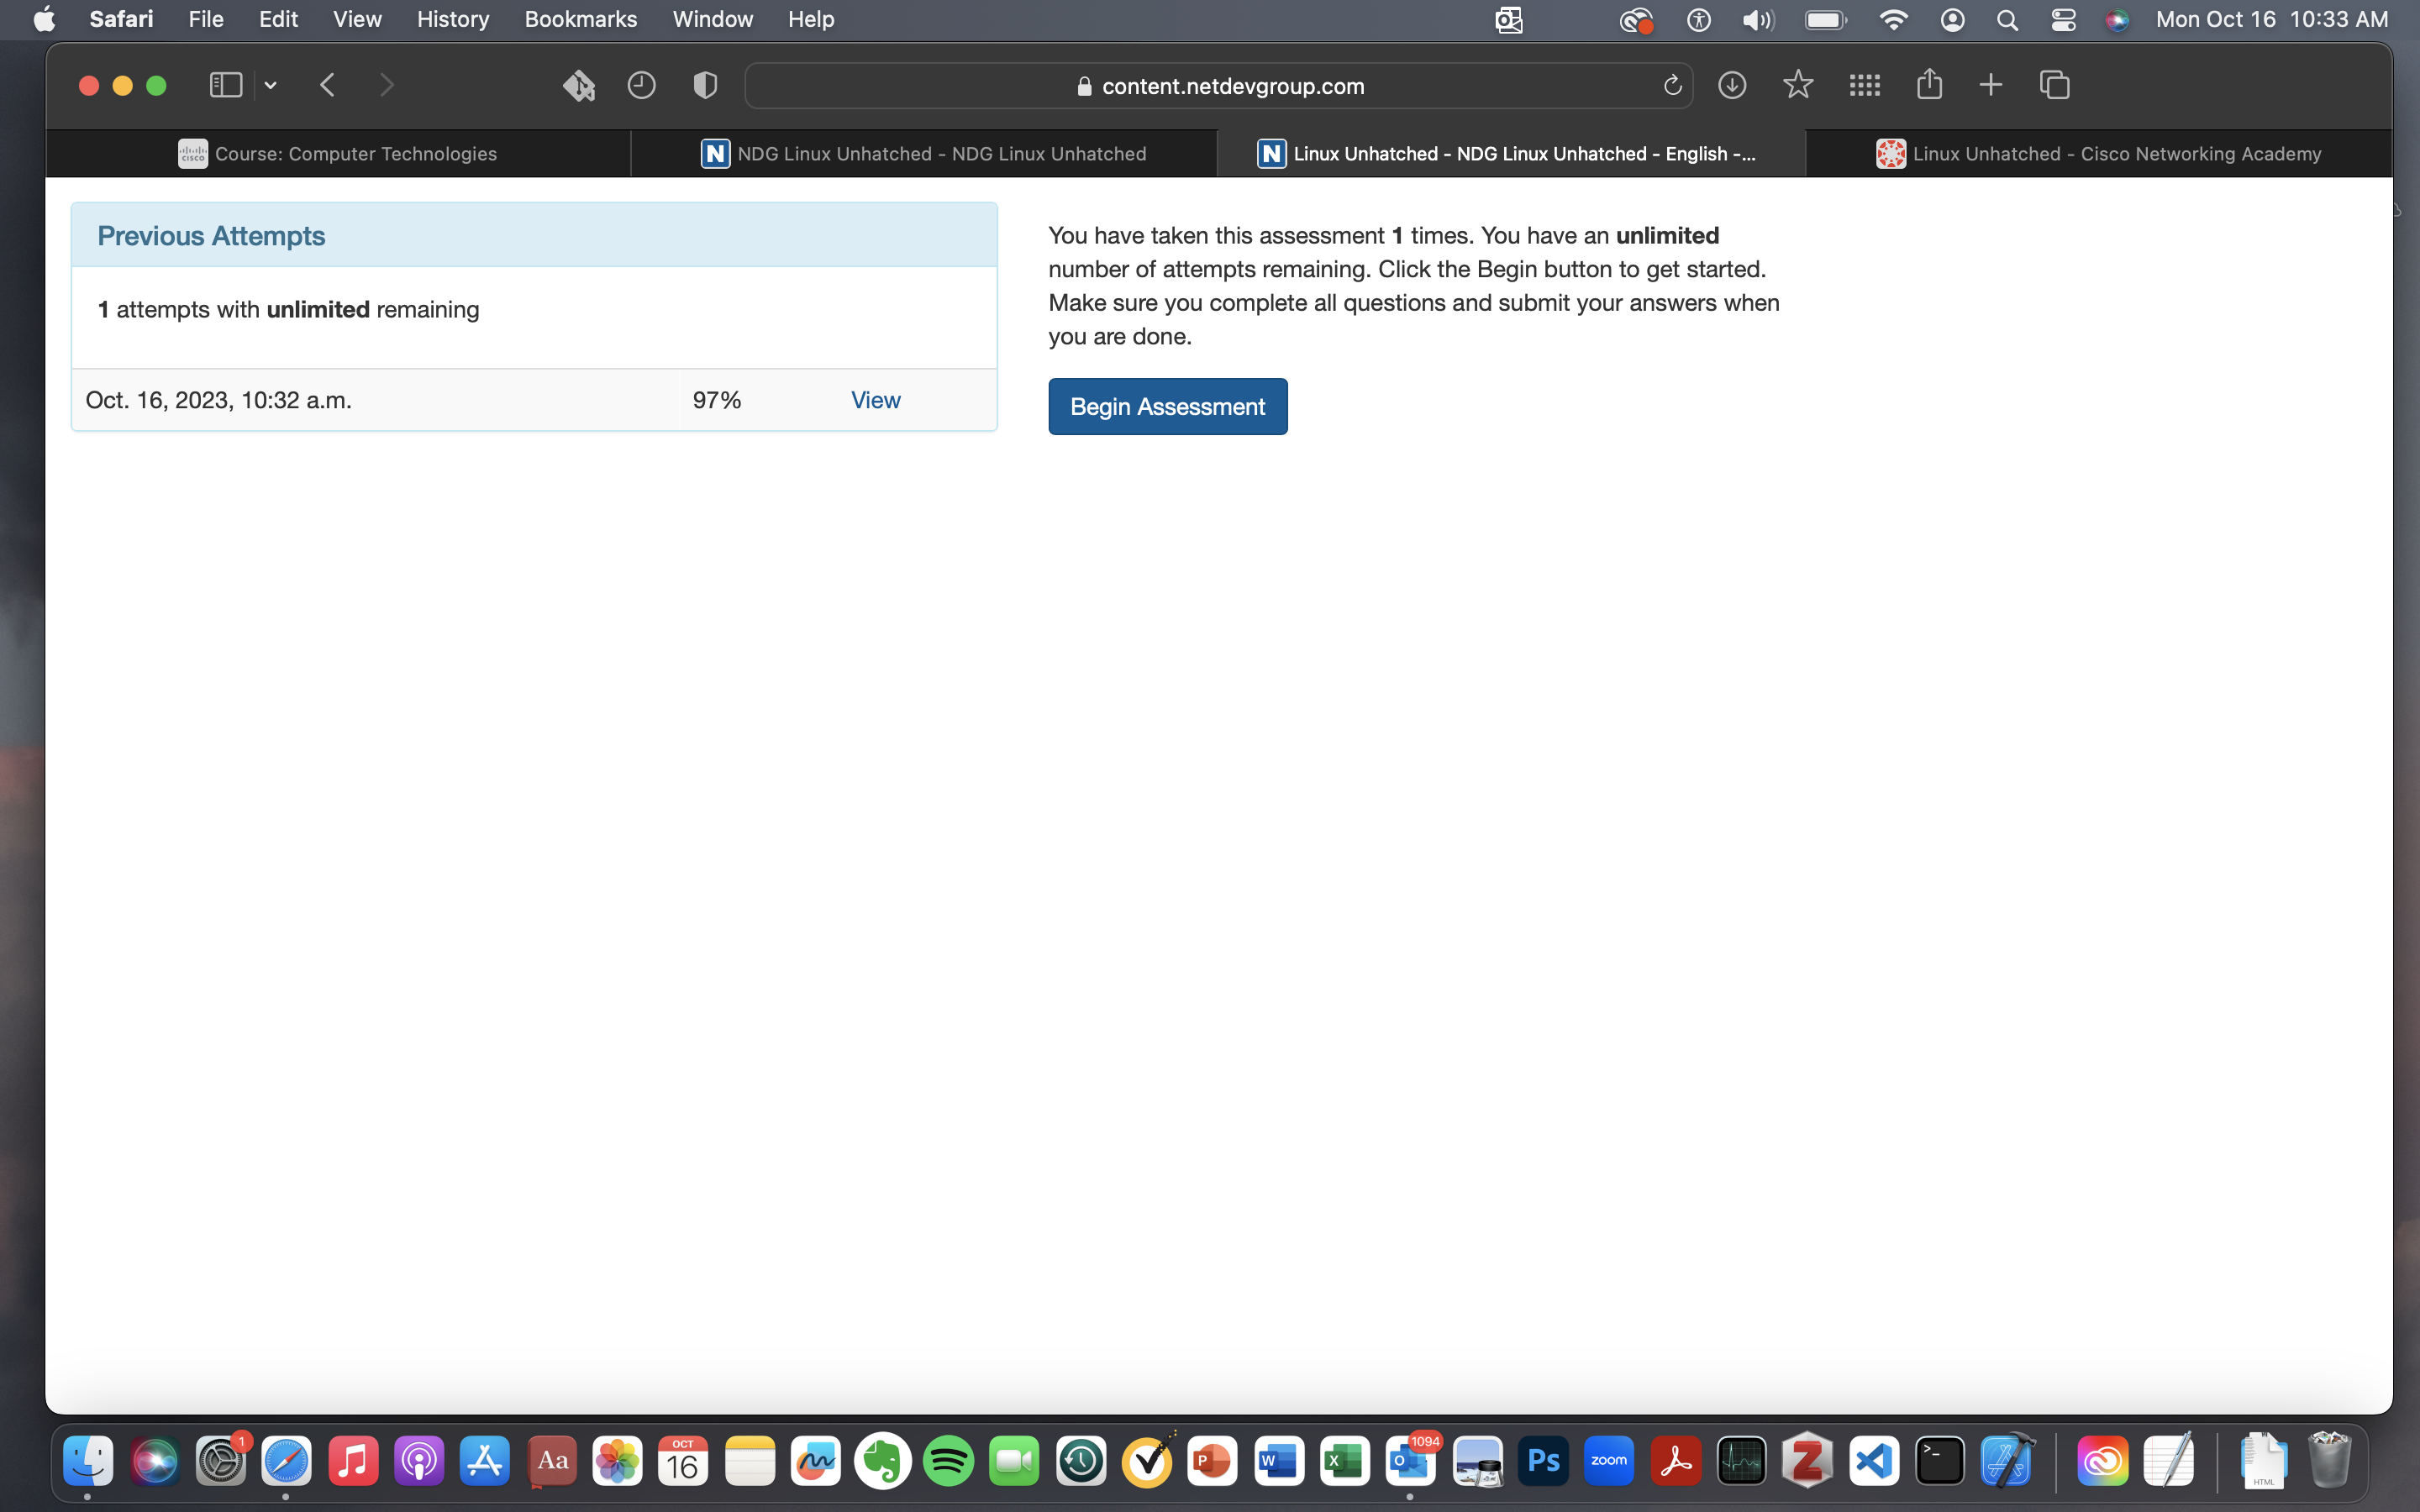 Safari File Edit View History Bookmarks Window Help Mon Oct 16 10:33 AM
content.netdevgroup.com
cisco Course: Computer Technologies N NDG Linux Unhatched - NDG Linux Unhatched N Linux Unhatched - NDG Linux Unhatched - English -... Linux Unhatched - Cisco Networking Academy
Previous Attempts
1 attempts with unlimited remaining
Oct. 16, 2023, 10:32 a.m. 97% View
You have taken this assessment 1 times. You have an unlimited
number of attempts remaining. Click the Begin button to get started.
Make sure you complete all questions and submit your answers when
you are done.
Begin Assessment
1 Aa OCT 16 P W X O 1094 Ps zoom Z >_ HTML